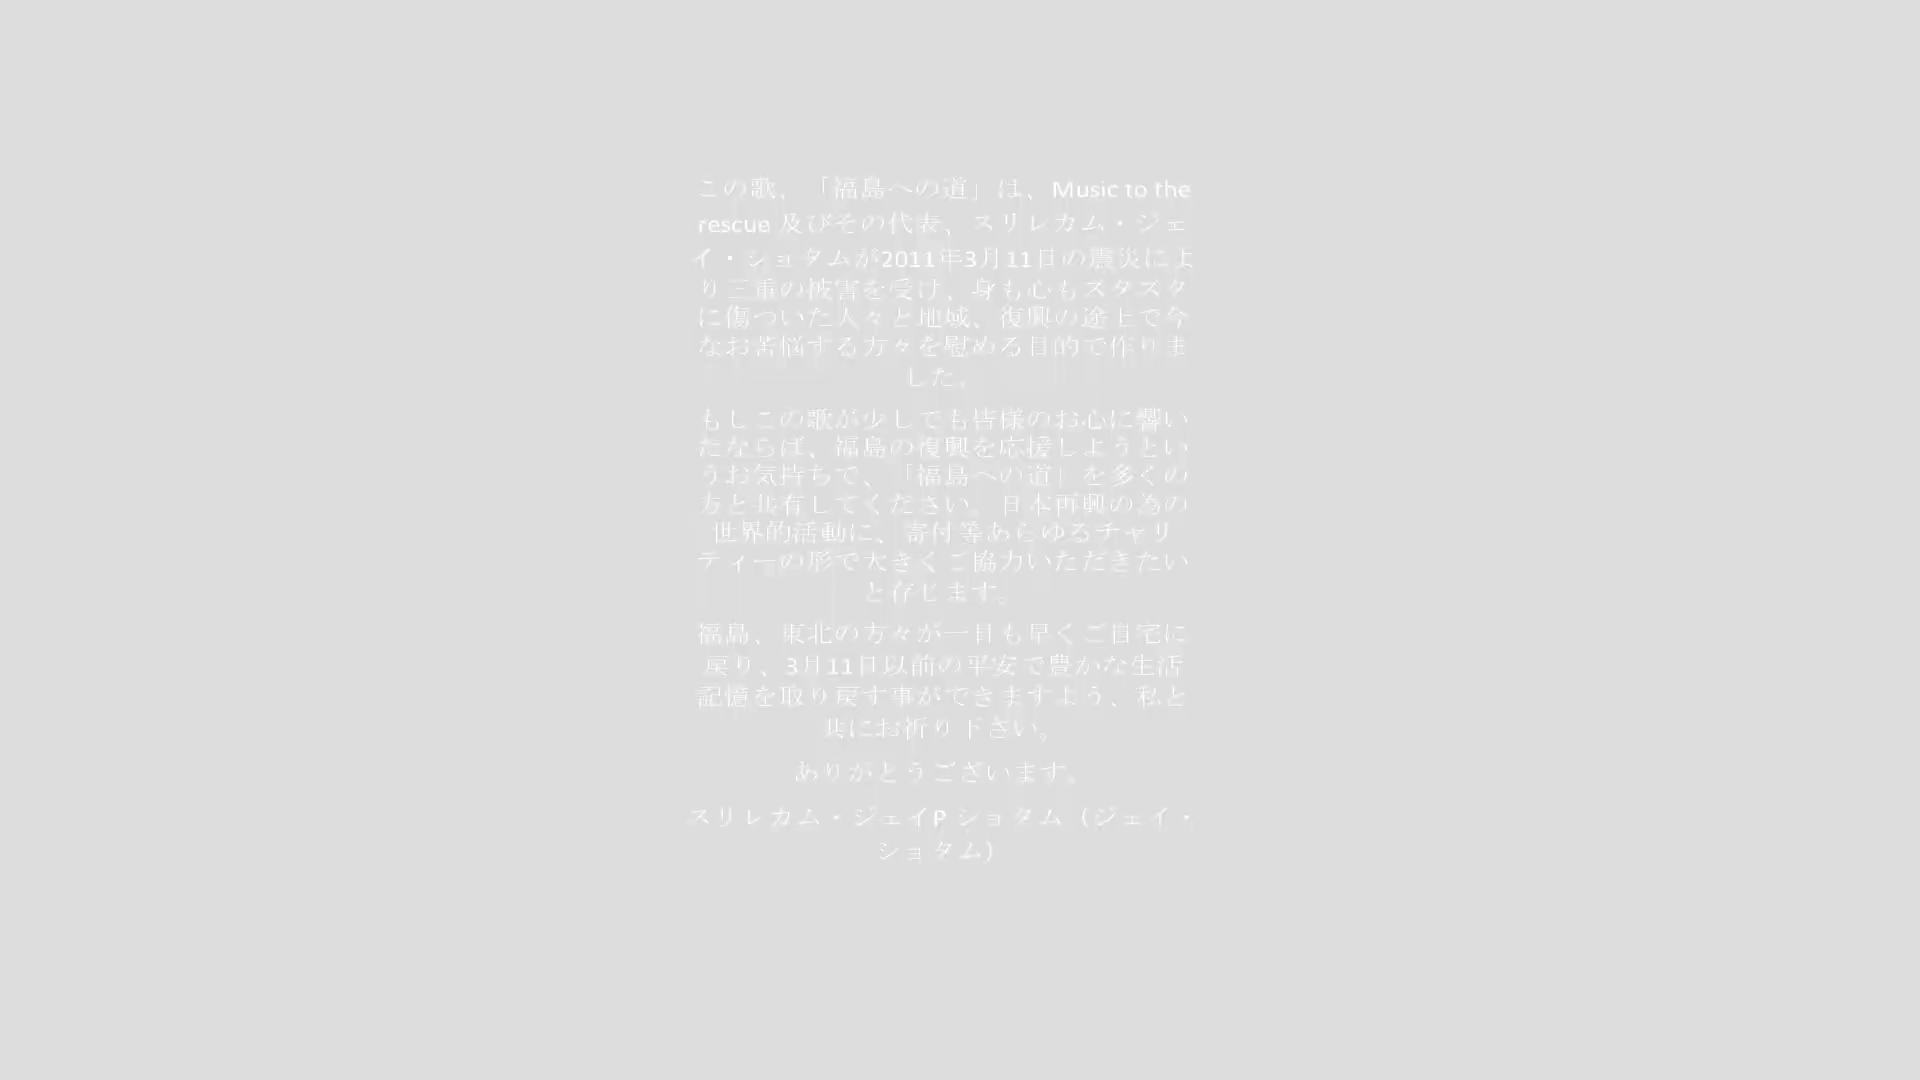 この歌、「福島への道」は、Music to the
rescue 及びその代表、スリレカム・ジェ
イ・ショタムが2011年3月11日の震災によ
り三重の被害を受け、身も心もズタズタ
に傷ついた人々と地域、復興の途上で今
なお苦悩する方々を慰める目的で作りま
した。
もしこの歌が少しでも皆様のお心に響い
たならば、福島の復興を応援しようとい
うお気持ちで、「福島への道」を多くの
方と共有してください。日本再興の為の
世界的活動に、寄付等あらゆるチャリ
ティーの形で大きくご協力いただきたい
と存じます。
福島、東北の方々が一日も早くご自宅に
戻り、3月11日以前の平安で豊かな生活
記憶を取り戻す事ができますよう、私と
共にお祈り下さい。
ありがとうございます。
スリレカム・ジェイP ショタム（ジェイ・
ショタム）